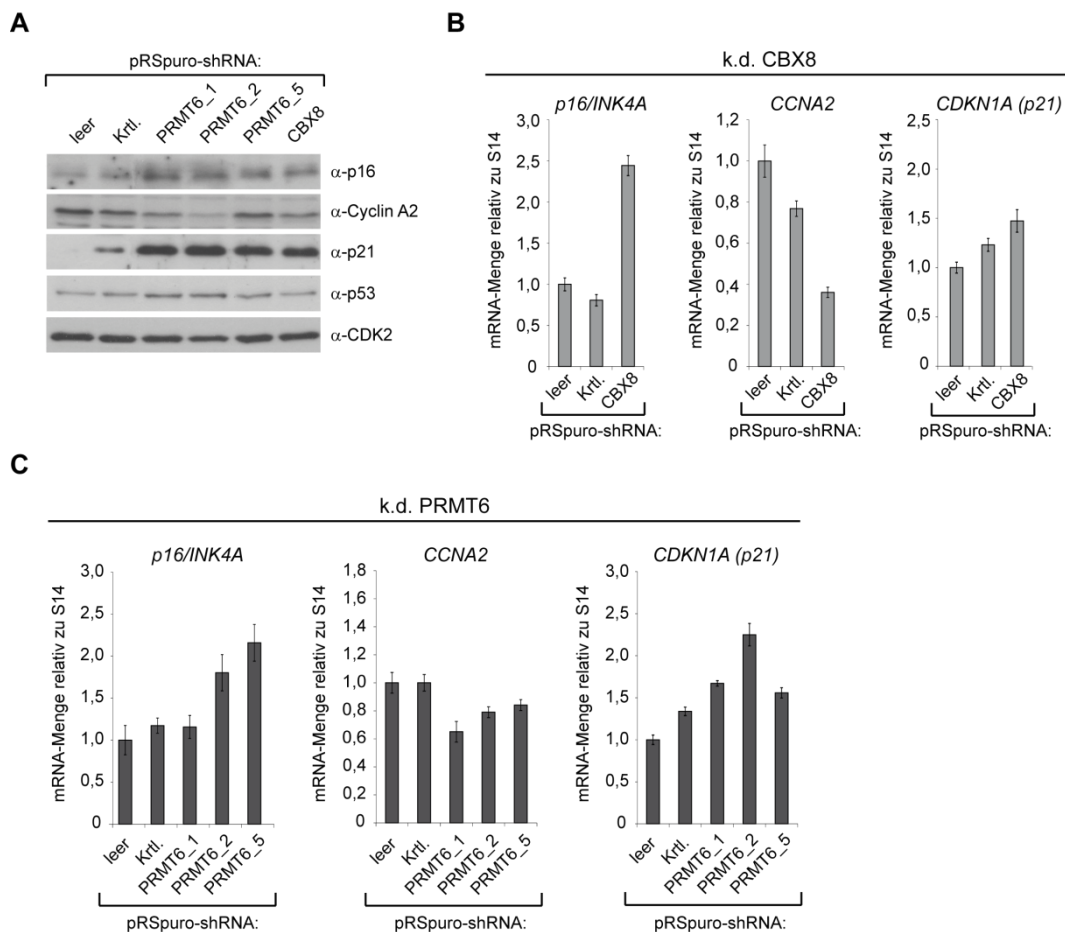 A
pRSpuro-shRNA:
leer
Krtl.
PRMT6_1
PRMT6_2
PRMT6_5
CBX8
α-p16
α-Cyclin A2
α-p21
α-p53
α-CDK2
B
k.d. CBX8
p16/INK4A
mRNA-Menge relativ zu S14
3,0
2,5
2,0
1,5
1,0
0,5
0
leer
Krtl.
CBX8
pRSpuro-shRNA:
CCNA2
mRNA-Menge relativ zu S14
1,2
1,0
0,8
0,6
0,4
0,2
0
leer
Krtl.
CBX8
pRSpuro-shRNA:
CDKN1A (p21)
mRNA-Menge relativ zu S14
2,5
2,0
1,5
1,0
0,5
0
leer
Krtl.
CBX8
pRSpuro-shRNA:
C
k.d. PRMT6
p16/INK4A
mRNA-Menge relativ zu S14
3,0
2,5
2,0
1,5
1,0
0,5
0
leer
Krtl.
PRMT6_1
PRMT6_2
PRMT6_5
pRSpuro-shRNA:
CCNA2
mRNA-Menge relativ zu S14
1,8
1,6
1,4
1,2
1,0
0,8
0,6
0,4
0,2
0
leer
Krtl.
PRMT6_1
PRMT6_2
PRMT6_5
pRSpuro-shRNA:
CDKN1A (p21)
mRNA-Menge relativ zu S14
3,0
2,5
2,0
1,5
1,0
0,5
0
leer
Krtl.
PRMT6_1
PRMT6_2
PRMT6_5
pRSpuro-shRNA: